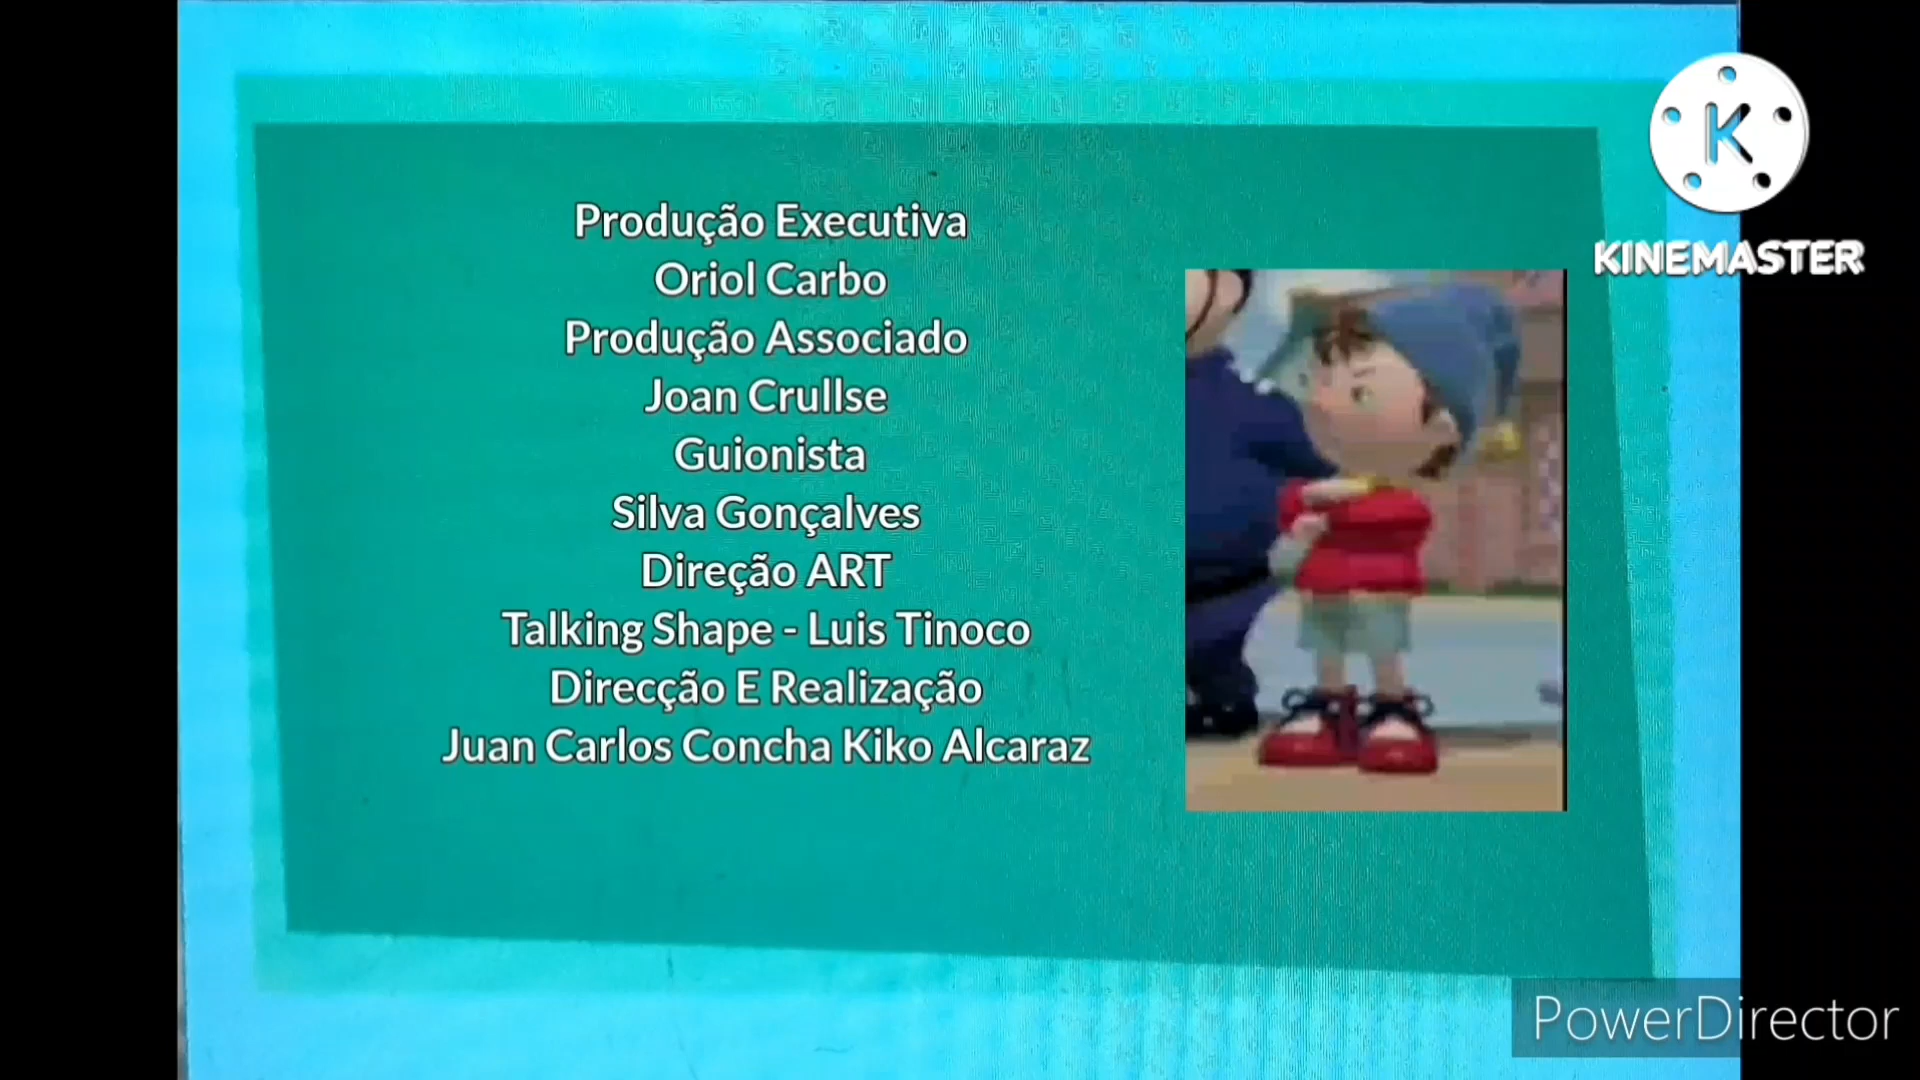 Produção Executiva
Oriol Carbo
Produção Associado
Joan Crullse
Guionista
Silva Gonçalves
Direção ART
Talking Shape - Luis Tinoco
Direcção E Realização
Juan Carlos Concha Kiko Alcaraz
K
KINEMASTER
PowerDirector